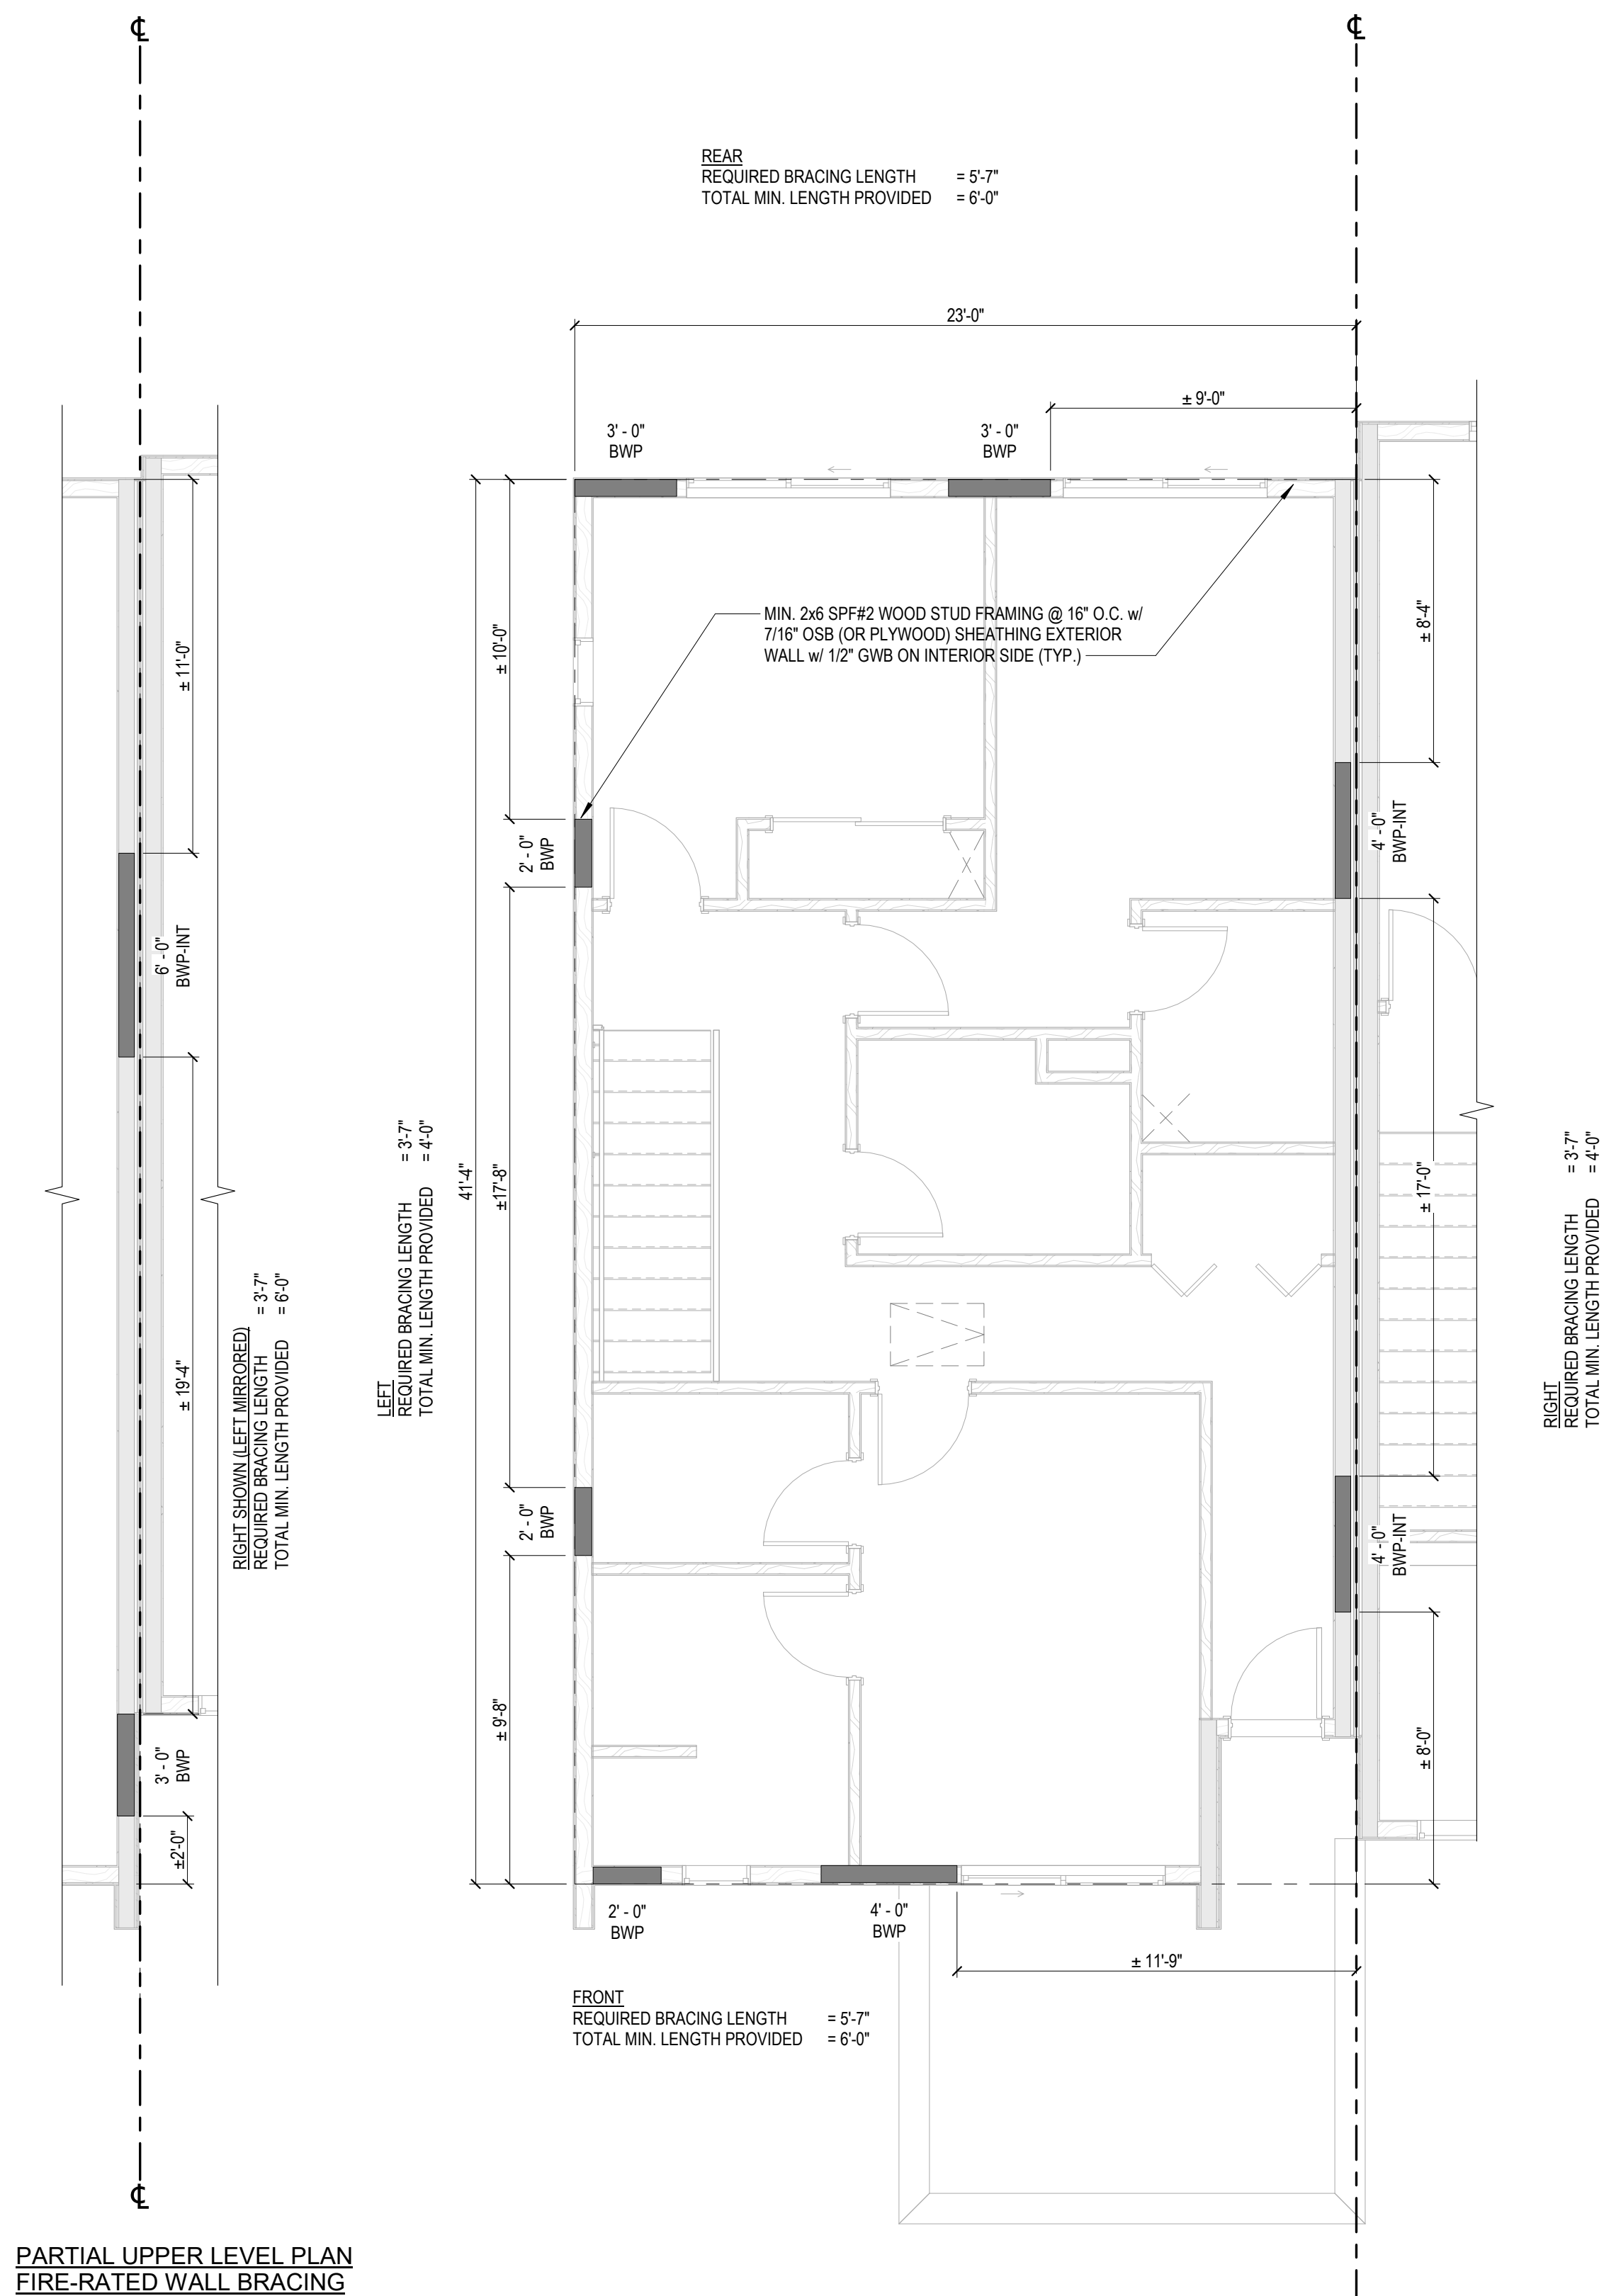 ℄
℄
REAR
REQUIRED BRACING LENGTH = 5'-7"
TOTAL MIN. LENGTH PROVIDED = 6'-0"
23'-0"
± 9'-0"
3' - 0"
BWP
3' - 0"
BWP
MIN. 2x6 SPF#2 WOOD STUD FRAMING @ 16" O.C. w/
7/16" OSB (OR PLYWOOD) SHEATHING EXTERIOR
WALL w/ 1/2" GWB ON INTERIOR SIDE (TYP.)
± 11'-0"
6' - 0"
BWP-INT
± 19'-4"
3' - 0"
BWP
±2'-0"
RIGHT SHOWN (LEFT MIRRORED)
REQUIRED BRACING LENGTH = 3'-7"
TOTAL MIN. LENGTH PROVIDED = 6'-0"
LEFT
REQUIRED BRACING LENGTH = 3'-7"
TOTAL MIN. LENGTH PROVIDED = 4'-0"
41'-4"
± 10'-0"
2' - 0"
BWP
±17'-8"
2' - 0"
BWP
± 9'-8"
± 8'-4"
4' - 0"
BWP-INT
± 17'-0"
4' - 0"
BWP-INT
± 8'-0"
RIGHT
REQUIRED BRACING LENGTH = 3'-7"
TOTAL MIN. LENGTH PROVIDED = 4'-0"
2' - 0"
BWP
4' - 0"
BWP
± 11'-9"
FRONT
REQUIRED BRACING LENGTH = 5'-7"
TOTAL MIN. LENGTH PROVIDED = 6'-0"
℄
PARTIAL UPPER LEVEL PLAN
FIRE-RATED WALL BRACING